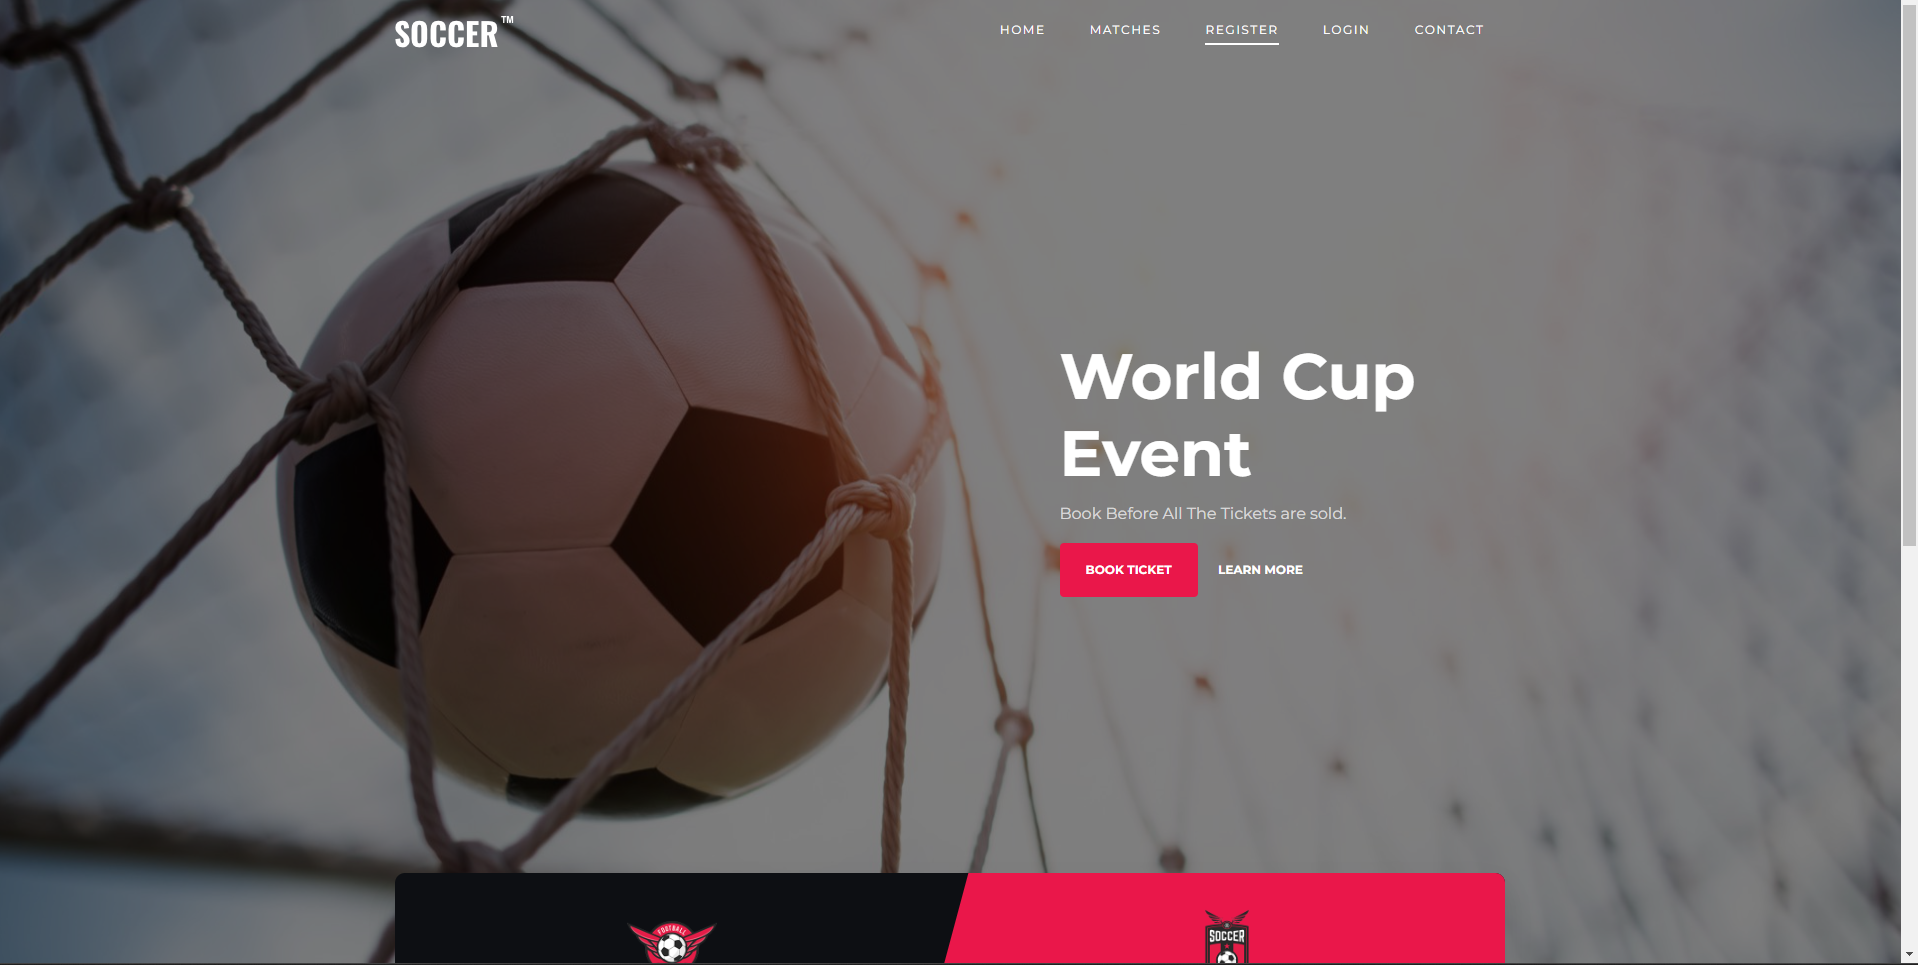 SOCCER™
HOME MATCHES REGISTER LOGIN CONTACT
World Cup
Event
Book Before All The Tickets are sold.
BOOK TICKET LEARN MORE
FOOTBALL
SOCCER